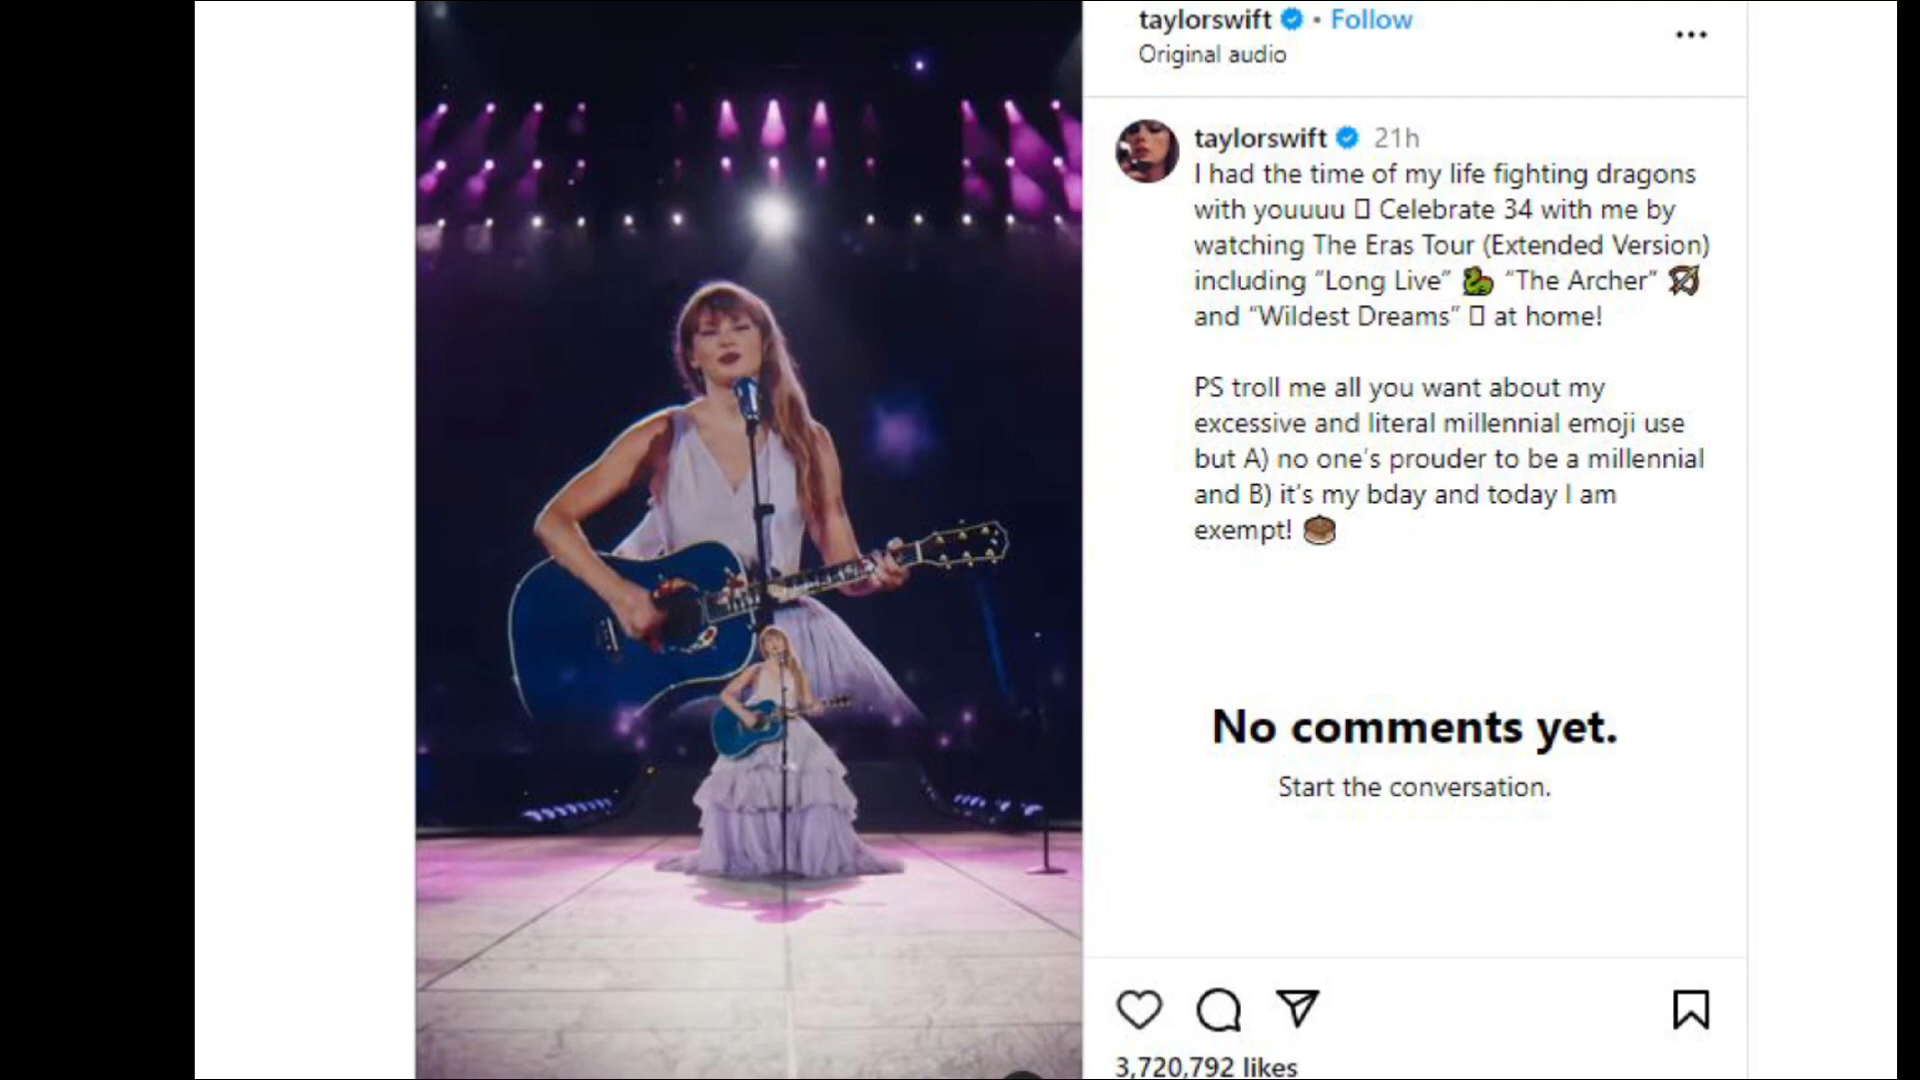 taylorswift • Follow
Original audio
taylorswift 21h
I had the time of my life fighting dragons
with youuuu Celebrate 34 with me by
watching The Eras Tour (Extended Version)
including “Long Live” 🐉 “The Archer” 🏹
and “Wildest Dreams” at home!
PS troll me all you want about my
excessive and literal millennial emoji use
but A) no one's prouder to be a millennial
and B) it's my bday and today I am
exempt!
No comments yet.
Start the conversation.
3,720,792 likes